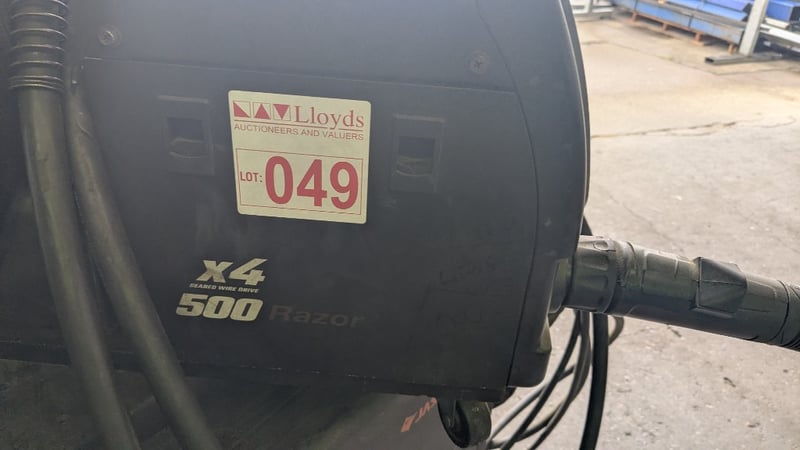 Lloyds
AUCTIONEERS AND VALUERS
LOT: 049
X4
GEARED WIRE DRIVE
500 Razor